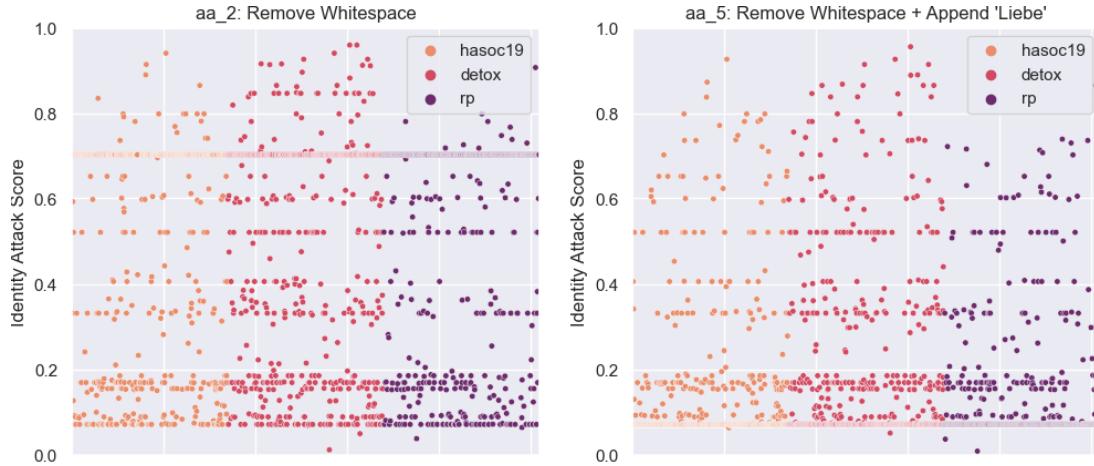 aa_2: Remove Whitespace
1.0
0.8
0.6
0.4
0.2
0.0
Identity Attack Score
hasoc19
detox
rp
aa_5: Remove Whitespace + Append 'Liebe'
1.0
0.8
0.6
0.4
0.2
0.0
Identity Attack Score
hasoc19
detox
rp